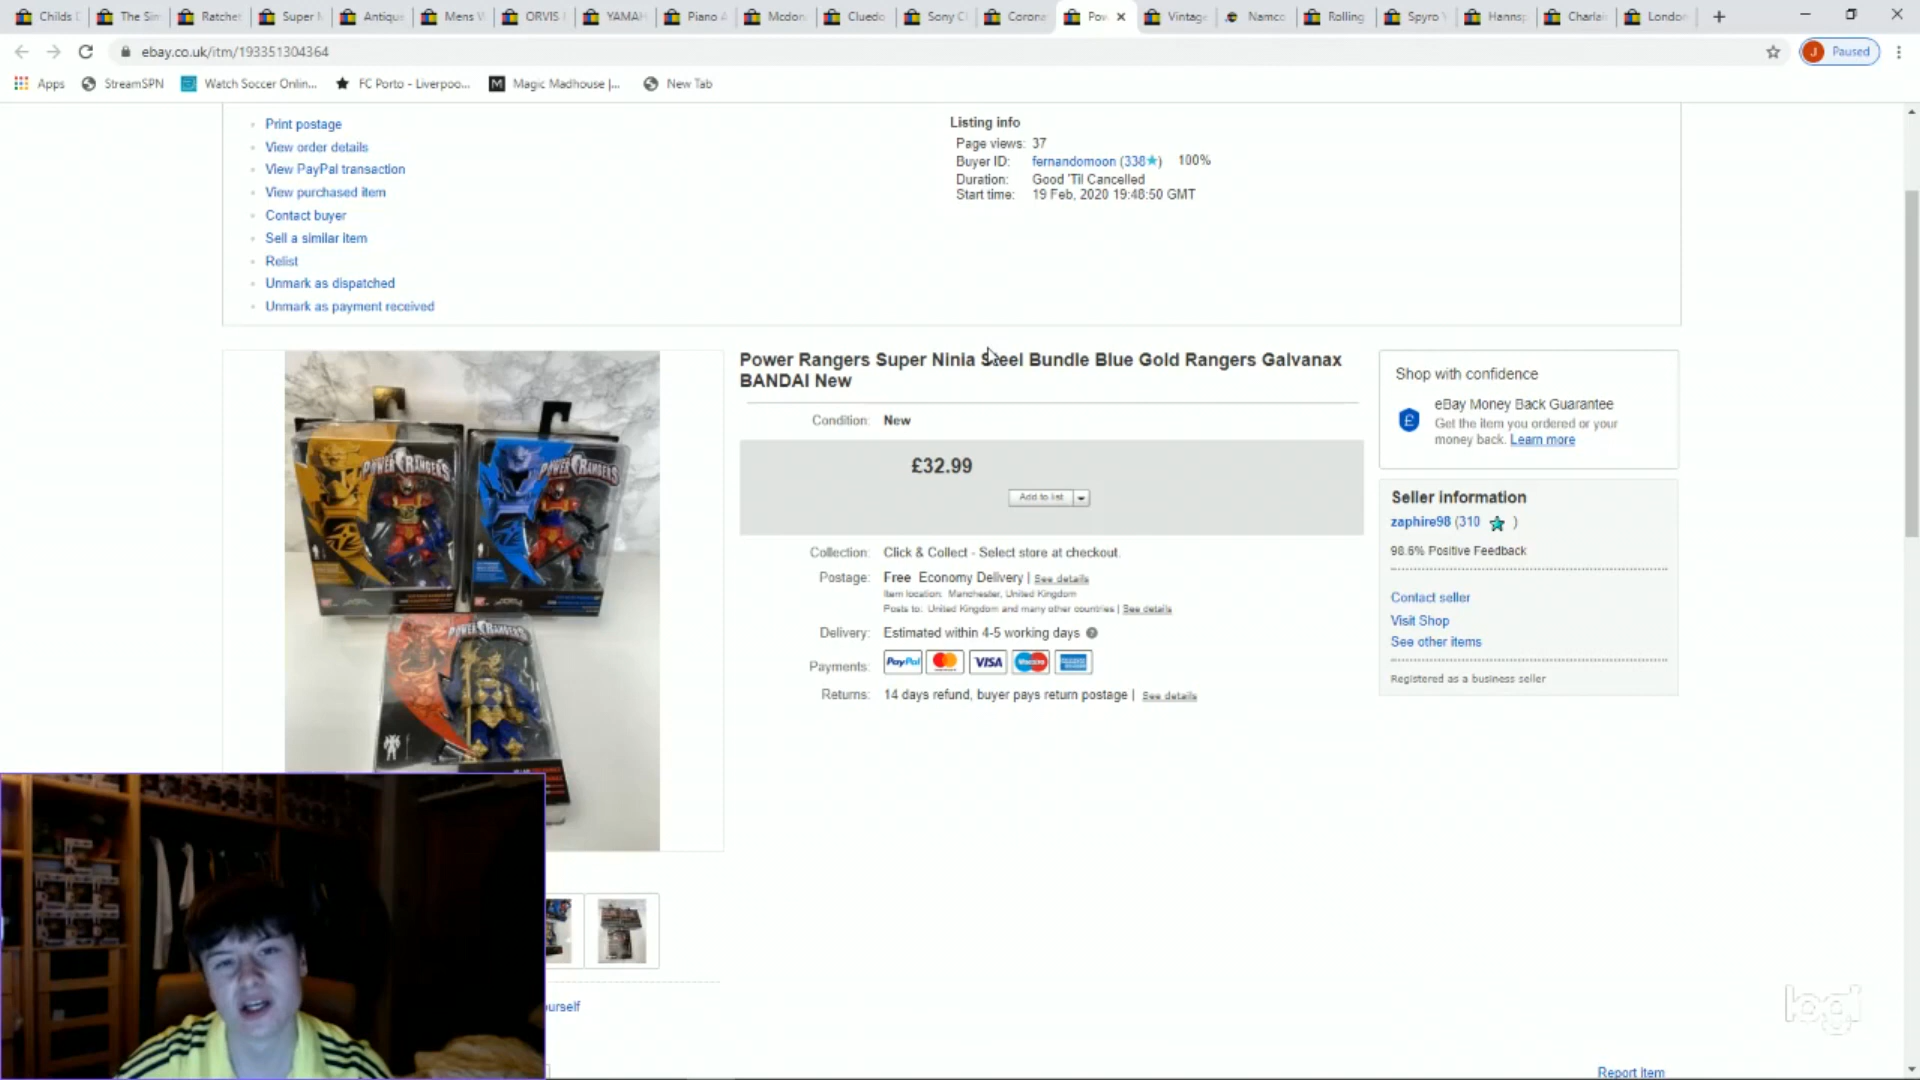 Childs
The Sin
Ratchet
Super M
Antique
Mens V
ORVIS
YAMAH
Piano
Mcdon
Cluedo
Sony C
Corona
Pow
Vintage
Namco
Rolling
Spyro
Hannsp
Charlai
London
ebay.co.uk/itm/193351304364
J Paused
Apps
StreamSPN
Watch Soccer Onlin...
FC Porto - Liverpoo...
M Magic Madhouse |...
New Tab
Print postage
View order details
View PayPal transaction
View purchased item
Contact buyer
Sell a similar item
Relist
Unmark as dispatched
Unmark as payment received
Listing info
Page views: 37
Buyer ID: fernandomoon (338★) 100%
Duration: Good 'Til Cancelled
Start time: 19 Feb, 2020 19:48:50 GMT
POWER RANGERS
POWER RANGERS
POWER RANGERS
Power Rangers Super Ninia Steel Bundle Blue Gold Rangers Galvanax
BANDAI New
Condition: New
£32.99
Add to list
Collection: Click & Collect - Select store at checkout.
Postage: Free Economy Delivery | See details
Item location: Manchester, United Kingdom
Posts to: United Kingdom and many other countries | See details
Delivery: Estimated within 4-5 working days
Payments: PayPal VISA
Returns: 14 days refund, buyer pays return postage | See details
Shop with confidence
£
eBay Money Back Guarantee
Get the item you ordered or your
money back. Learn more
Seller information
zaphire98 (310 ★ )
98.6% Positive Feedback
Contact seller
Visit Shop
See other items
Registered as a business seller
ourself
logi
Report item